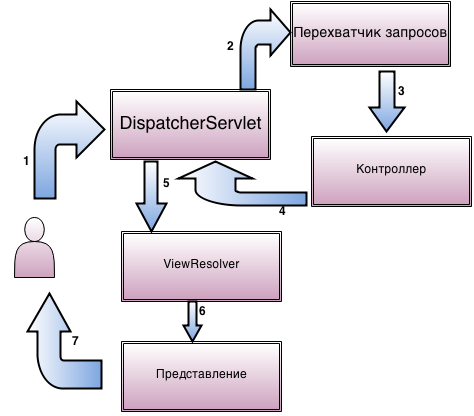 2
Перехватчик запросов
3
DispatcherServlet
1
Контроллер
5
4
ViewResolver
6
7
Представление